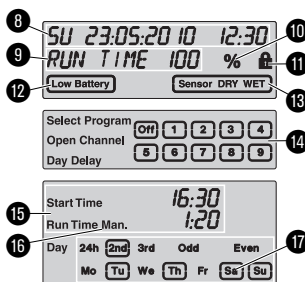 8 SU 23:05:20 10 12:30
9 RUN TIME 100 % 10
11
12 Low Battery Sensor DRY WET
13
Select Program Off 1 2 3 4
Open Channel 14
Day Delay 5 6 7 8 9
Start Time 16:30
15 Run Time Man. 1:20
16 17
Day 24h 2nd 3rd Odd Even
Mo Tu We Th Fr Sa Su